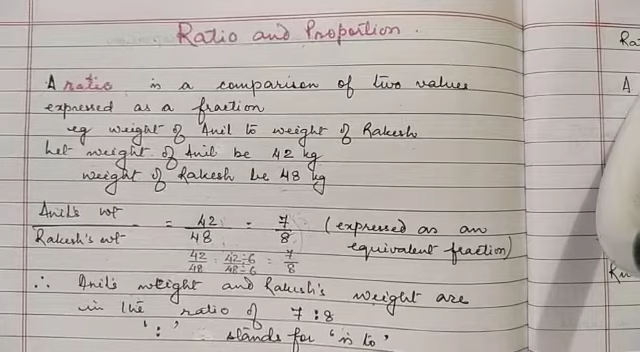 Ratio and Proportion.
A ratio is a comparison of two values
expressed as a fraction
eg weight of Anil to weight of Rakesh
Let weight of Anil be 42 kg
weight of Rakesh be 48 kg
Anil's wt / Rakesh's wt = 42/48 = 7/8 (expressed as an
equivalent fraction)
42/48 = 42÷6/48÷6 = 7/8
∴ Anil's weight and Rakesh's weight are
in the ratio of 7:8
':' stands for 'is to'
Ra
A